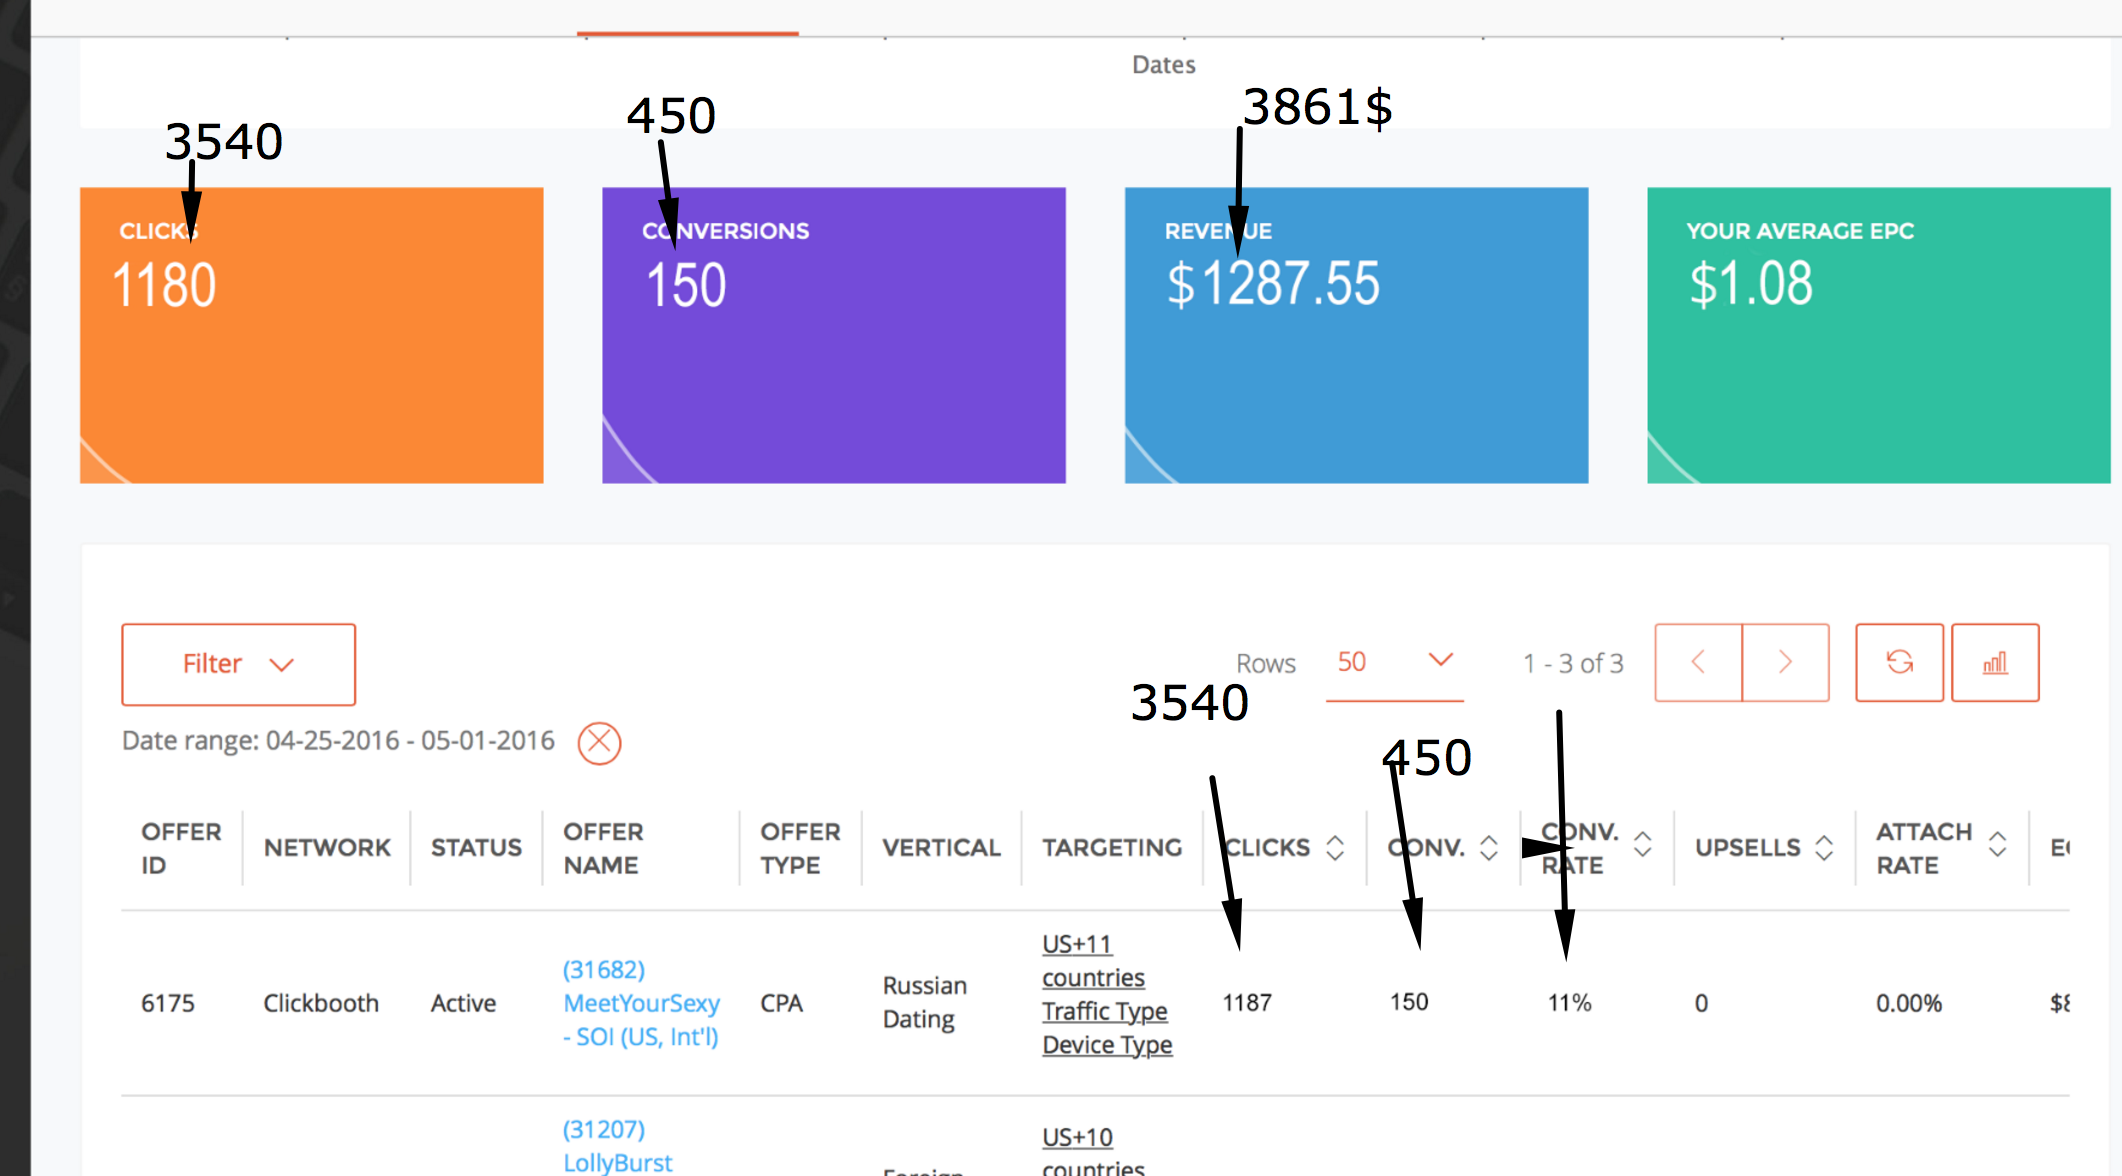 Dates
3540
450
3861$
CLICKS
1180
CONVERSIONS
150
REVENUE
$1287.55
YOUR AVERAGE EPC
$1.08
Filter
Rows
50
1 - 3 of 3
Date range: 04-25-2016 - 05-01-2016
3540
450
OFFER
ID
NETWORK
STATUS
OFFER
NAME
OFFER
TYPE
VERTICAL
TARGETING
CLICKS
CONV.
CONV.
RATE
UPSELLS
ATTACH
RATE
6175
Clickbooth
Active
(31682)
MeetYourSexy
- SOI (US, Int'l)
CPA
Russian
Dating
US+11
countries
Traffic Type
Device Type
1187
150
11%
0
0.00%
(31207)
LollyBurst
US+10
countries